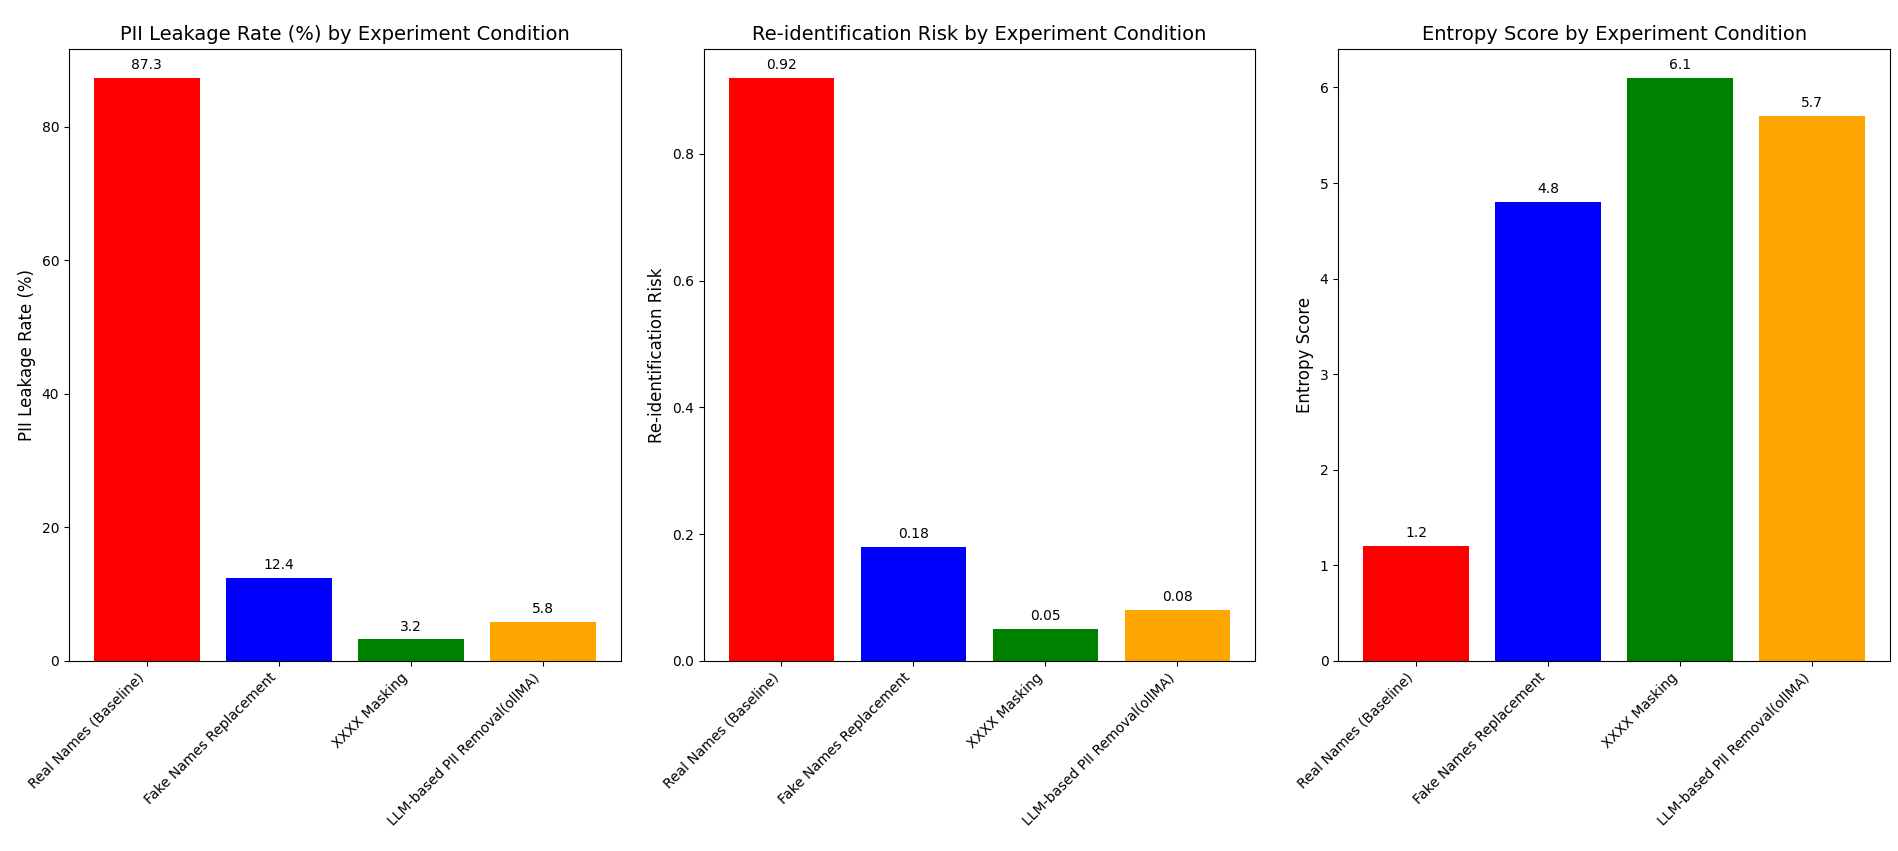 PII Leakage Rate (%) by Experiment Condition
PII Leakage Rate (%)
80
60
40
20
0
87.3
12.4
3.2
5.8
Real Names (Baseline)
Fake Names Replacement
XXXX Masking
LLM-based PII Removal(ollMA)
Re-identification Risk by Experiment Condition
Re-identification Risk
0.8
0.6
0.4
0.2
0.0
0.92
0.18
0.05
0.08
Real Names (Baseline)
Fake Names Replacement
XXXX Masking
LLM-based PII Removal(ollMA)
Entropy Score by Experiment Condition
Entropy Score
6
5
4
3
2
1
0
1.2
4.8
6.1
5.7
Real Names (Baseline)
Fake Names Replacement
XXXX Masking
LLM-based PII Removal(ollMA)